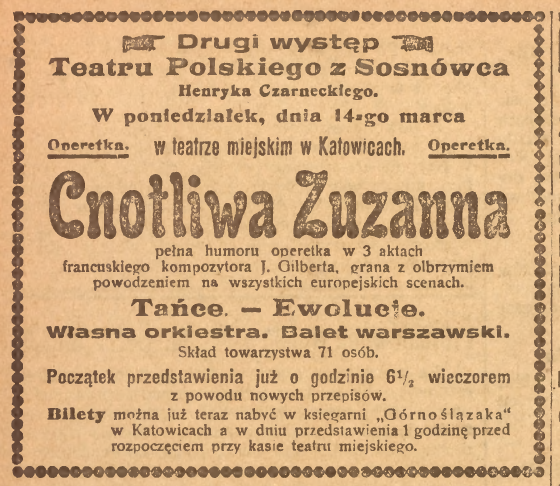 Drugi występ
Teatru Polskiego z Sosnówca
Henryka Czarneckiego.
W poniedziałek, dnia 14-go marca
Operetka. w teatrze miejskim w Katowicach. Operetka.
Cnotliwa Zuzanna
pełna humoru operetka w 3 aktach
francuskiego kompozytora J. Gilberta, grana z olbrzymiem
powodzeniem na wszystkich europejskich scenach.
Tańce. — Ewolucje.
Własna orkiestra. Balet warszawski.
Skład towarzystwa 71 osób.
Początek przedstawienia już o godzinie 6½ wieczorem
z powodu nowych przepisów.
Bilety można już teraz nabyć w księgarni „Górnoślązaka“
w Katowicach a w dniu przedstawienia 1 godzinę przed
rozpoczęciem przy kasie teatru miejskiego.